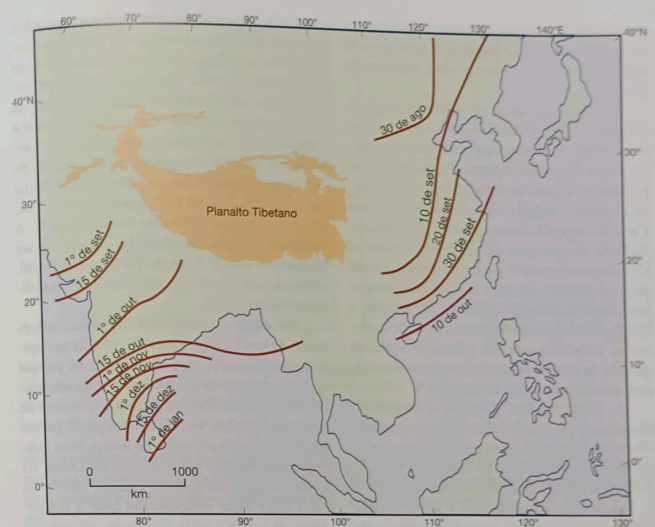 60° 70° 80° 90° 100° 110° 120° 130° 140°E 40°N
40°N
30 de ago
30°
30°
Planalto Tibetano
10 de set
20 de set
30 de set
1º de set
15 de set
20°
20°
1º de out
10 de out
15 de out
1º de nov
15 de nov
10°
10°
1º dez
15 de dez
1º de jan
0 1000
km
0°
0°
80° 90° 100° 110° 120° 130°